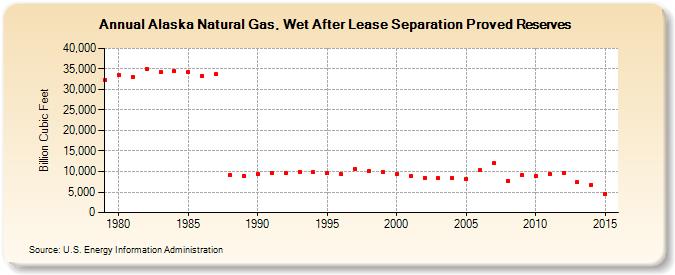 Annual Alaska Natural Gas, Wet After Lease Separation Proved Reserves
Billion Cubic Feet
40,000
35,000
30,000
25,000
20,000
15,000
10,000
5,000
0
1980 1985 1990 1995 2000 2005 2010 2015
Source: U.S. Energy Information Administration